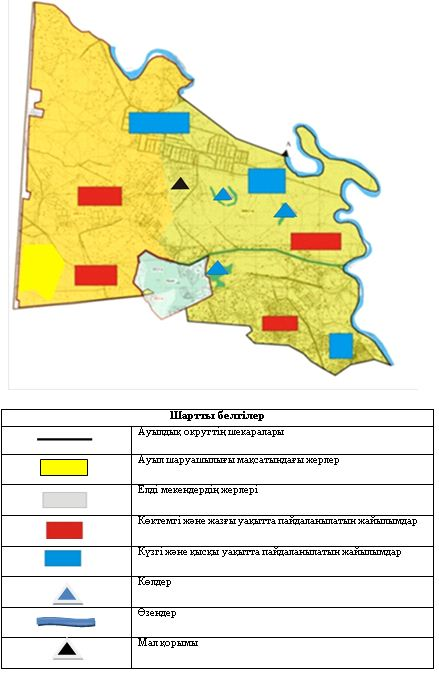 Шартты белгілер
Ауылдық округтің шекаралары
Ауыл шаруашылығы мақсатындағы жерлер
Елді мекендердің жерлері
Көктемгі және жазғы уақытта пайдаланылатын жайылымдар
Күзгі және қысқы уақытта пайдаланылатын жайылымдар
Көлдер
Өзендер
Мал қорымы